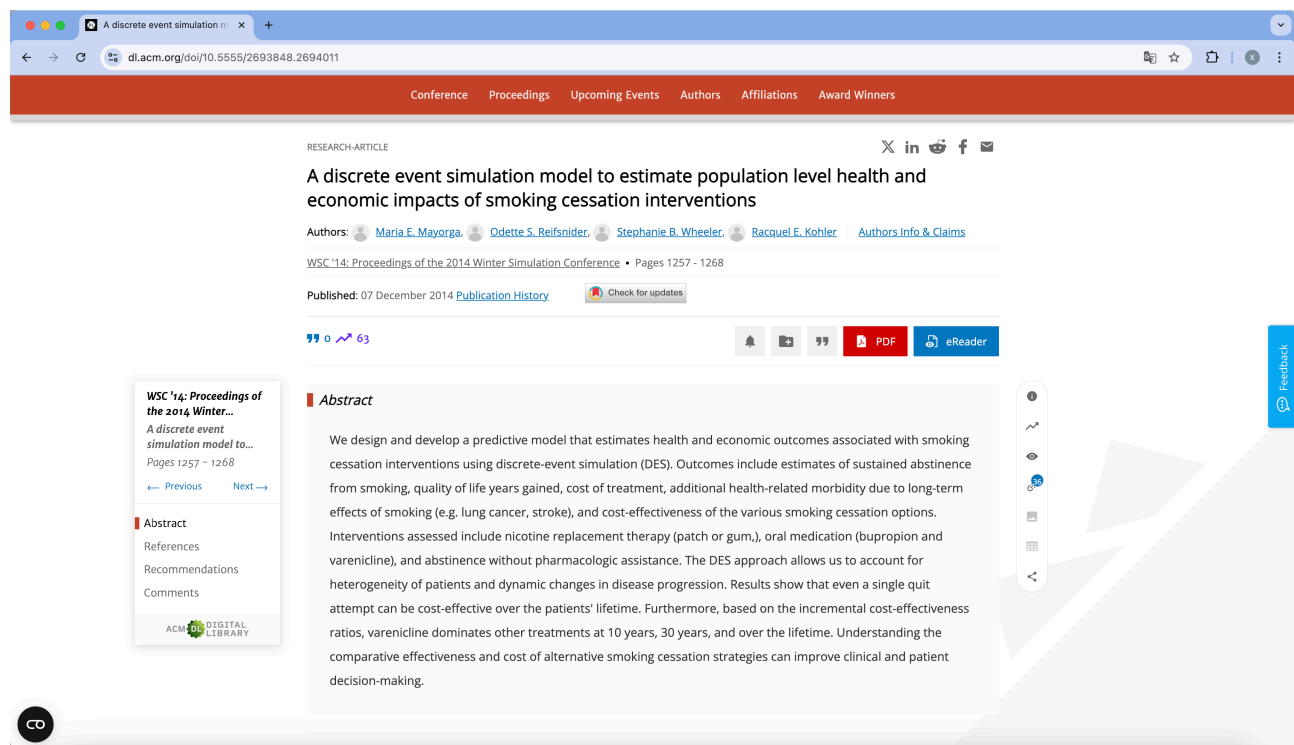 A discrete event simulation m
dl.acm.org/doi/10.5555/2693848.2694011
X
Conference Proceedings Upcoming Events Authors Affiliations Award Winners
RESEARCH-ARTICLE
A discrete event simulation model to estimate population level health and
economic impacts of smoking cessation interventions
Authors: Maria E. Mayorga, Odette S. Reifsnider, Stephanie B. Wheeler, Racquel E. Kohler Authors Info & Claims
WSC '14: Proceedings of the 2014 Winter Simulation Conference • Pages 1257 - 1268
Published: 07 December 2014 Publication History Check for updates
0 63
PDF eReader
Feedback
WSC '14: Proceedings of
the 2014 Winter...
A discrete event
simulation model to...
Pages 1257 - 1268
← Previous Next →
Abstract
References
Recommendations
Comments
ACM DL DIGITAL
LIBRARY
Abstract
We design and develop a predictive model that estimates health and economic outcomes associated with smoking
cessation interventions using discrete-event simulation (DES). Outcomes include estimates of sustained abstinence
from smoking, quality of life years gained, cost of treatment, additional health-related morbidity due to long-term
effects of smoking (e.g. lung cancer, stroke), and cost-effectiveness of the various smoking cessation options.
Interventions assessed include nicotine replacement therapy (patch or gum,), oral medication (bupropion and
varenicline), and abstinence without pharmacologic assistance. The DES approach allows us to account for
heterogeneity of patients and dynamic changes in disease progression. Results show that even a single quit
attempt can be cost-effective over the patients' lifetime. Furthermore, based on the incremental cost-effectiveness
ratios, varenicline dominates other treatments at 10 years, 30 years, and over the lifetime. Understanding the
comparative effectiveness and cost of alternative smoking cessation strategies can improve clinical and patient
decision-making.
36